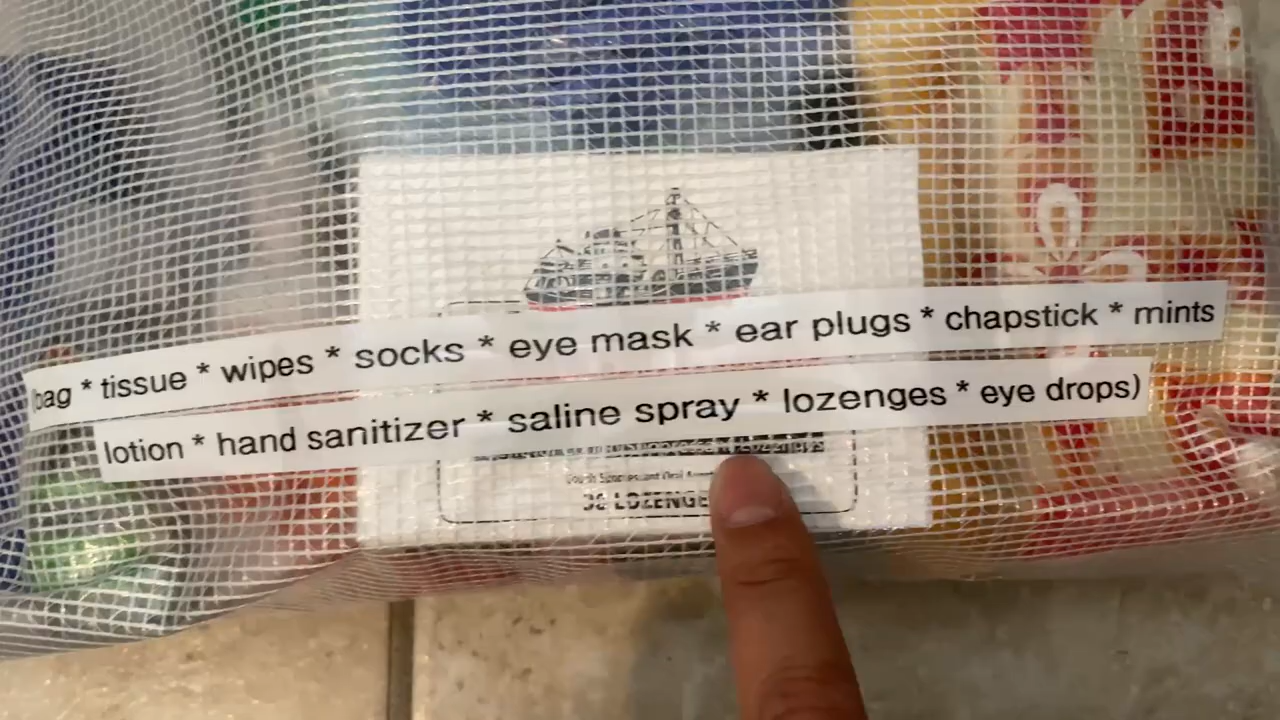 (bag * tissue * wipes * socks * eye mask * ear plugs * chapstick * mints
lotion * hand sanitizer * saline spray * lozenges * eye drops)
LOZENGE